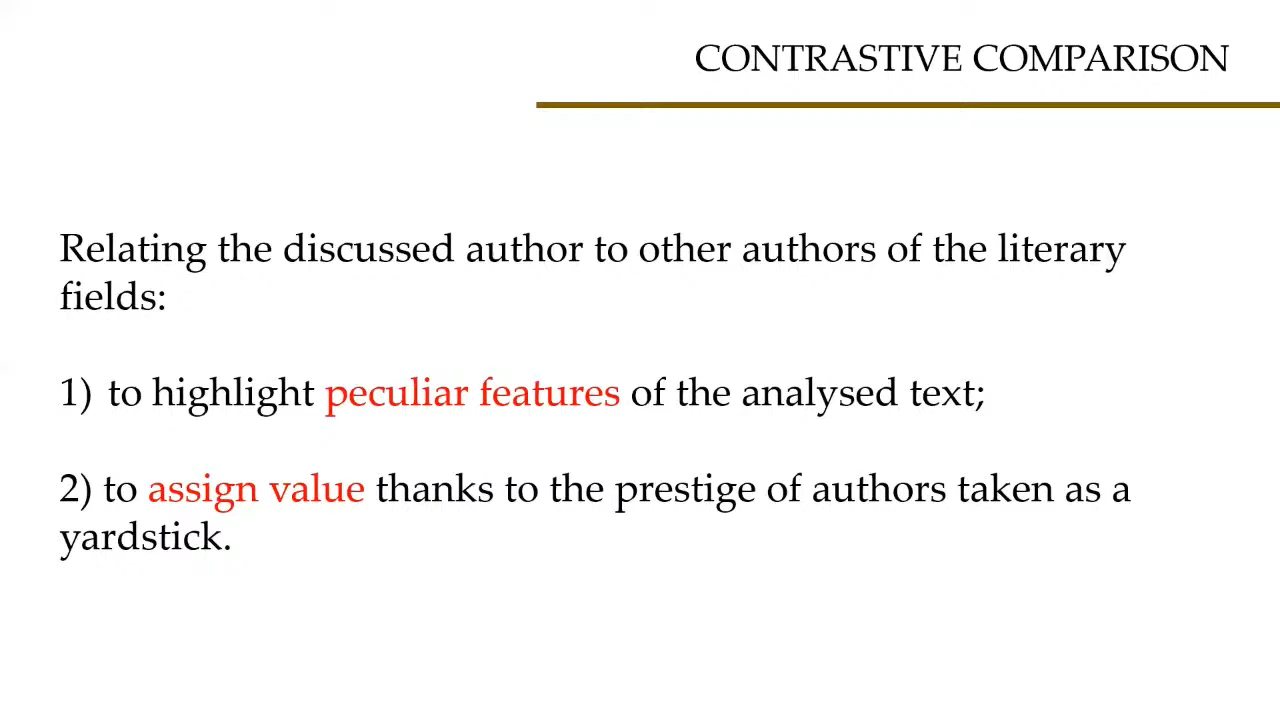 CONTRASTIVE COMPARISON
Relating the discussed author to other authors of the literary
fields:
1) to highlight peculiar features of the analysed text;
2) to assign value thanks to the prestige of authors taken as a
yardstick.